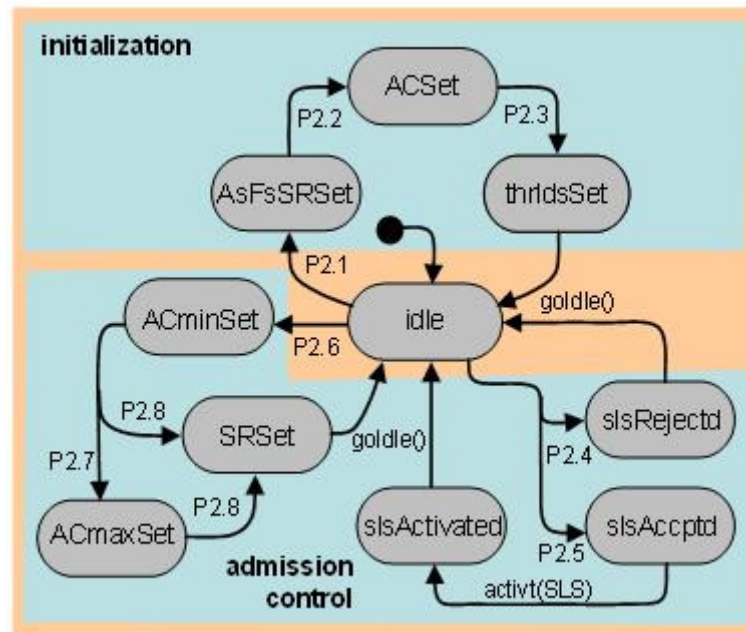 initialization
ACSet
P2.2
P2.3
AsFsSRSet
thrldsSet
P2.1
goIdle()
ACminSet
idle
P2.6
P2.8
SRSet
slsRejectd
goIdle()
P2.4
P2.7
P2.8
ACmaxSet
slsActivated
slsAccptd
P2.5
admission
control
activt(SLS)